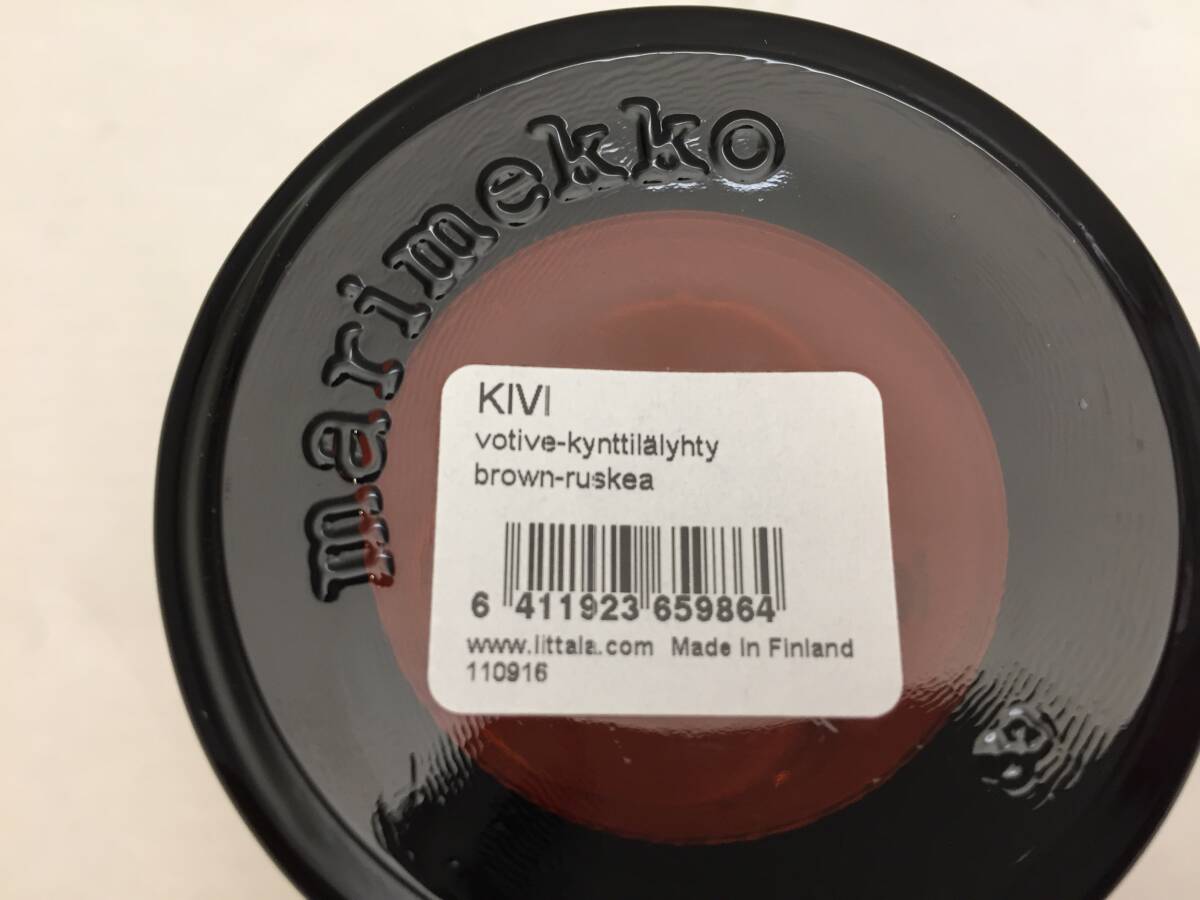 marimekko
KIVI
votive-kynttilälyhty
brown-ruskea
6 411923 659864
www.iittala.com Made in Finland
110916